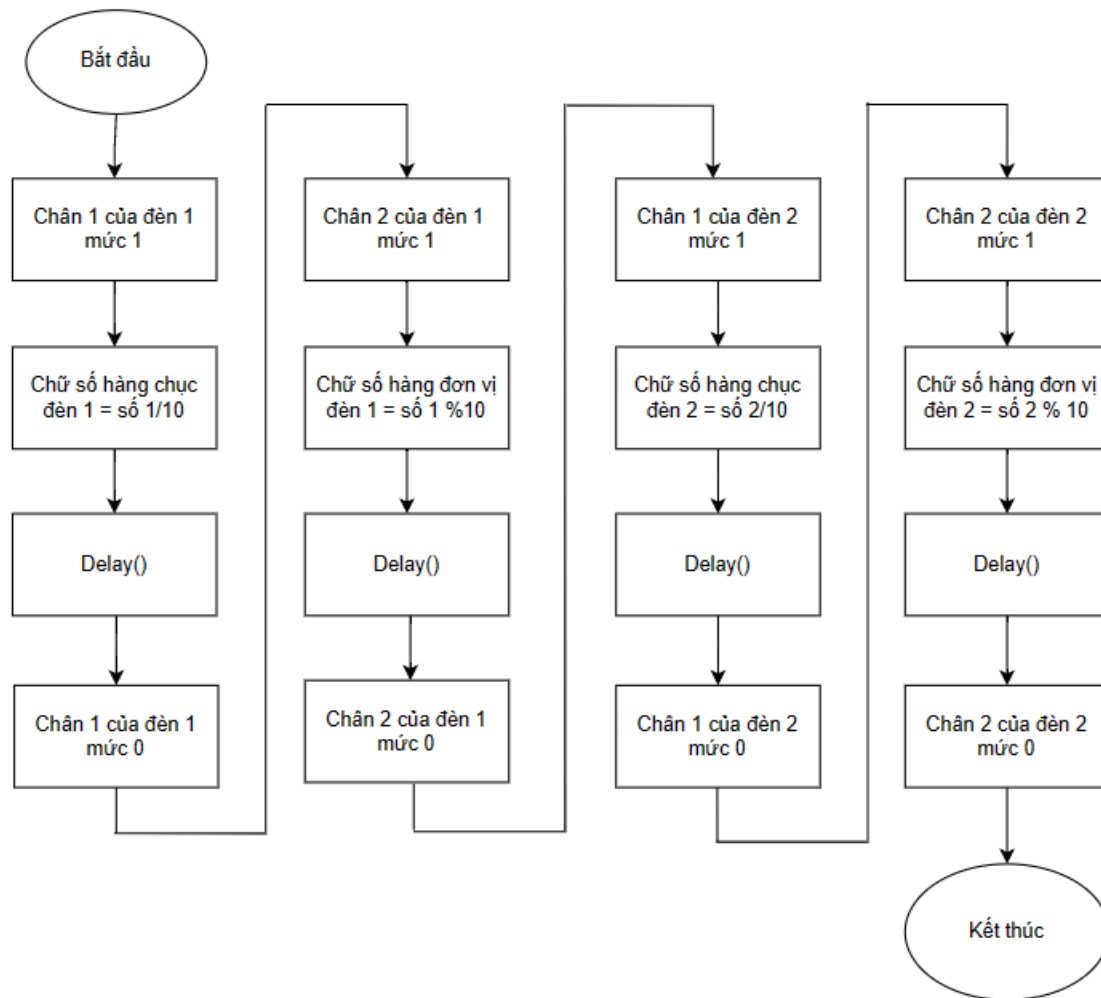 Bắt đầu
Chân 1 của đèn 1
mức 1
Chữ số hàng chục
đèn 1 = số 1/10
Delay()
Chân 1 của đèn 1
mức 0
Chân 2 của đèn 1
mức 1
Chữ số hàng đơn vị
đèn 1 = số 1 %10
Delay()
Chân 2 của đèn 1
mức 0
Chân 1 của đèn 2
mức 1
Chữ số hàng chục
đèn 2 = số 2/10
Delay()
Chân 1 của đèn 2
mức 0
Chân 2 của đèn 2
mức 1
Chữ số hàng đơn vị
đèn 2 = số 2 % 10
Delay()
Chân 2 của đèn 2
mức 0
Kết thúc